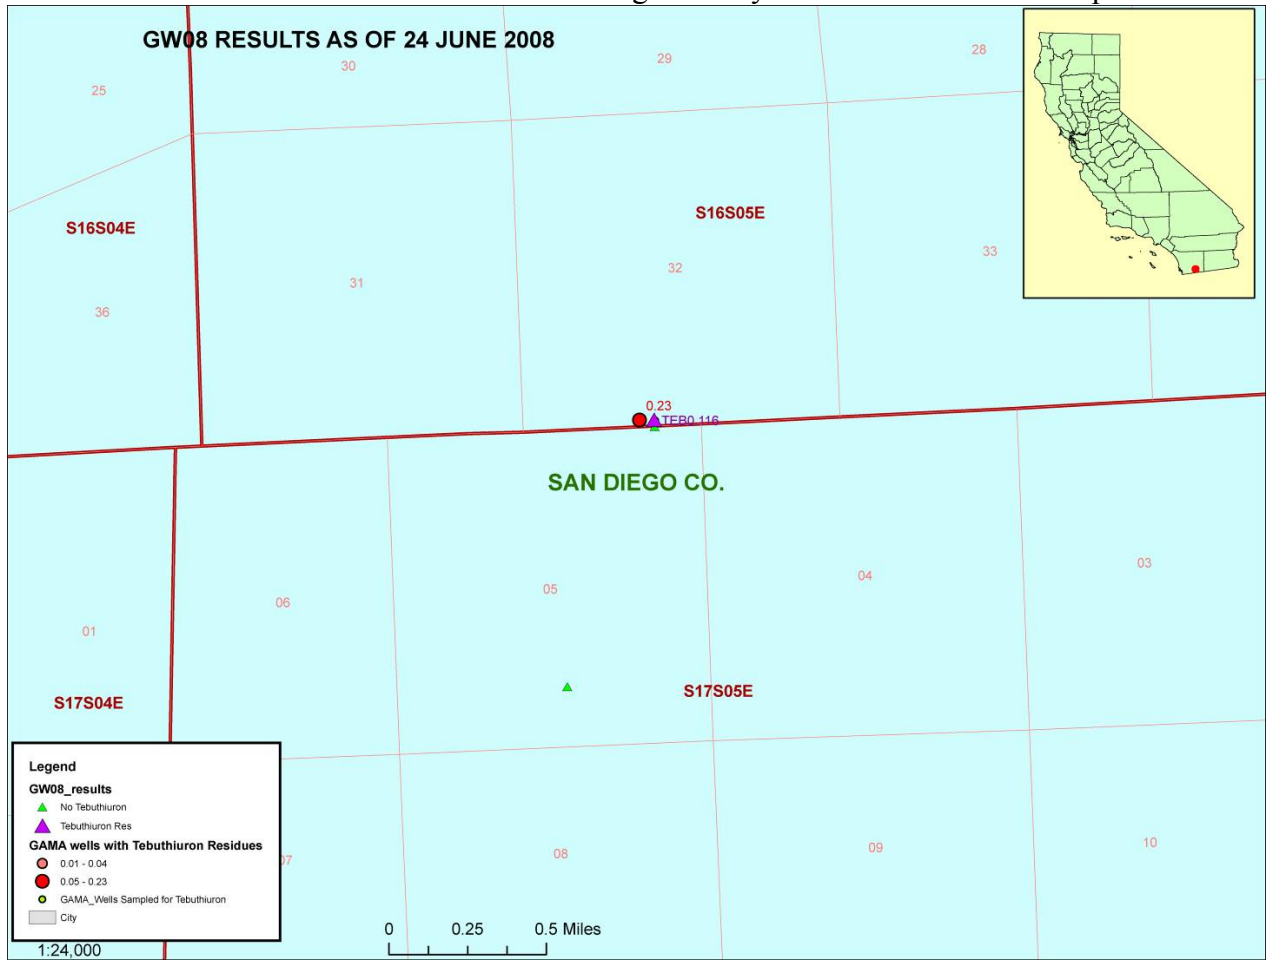 GW08 RESULTS AS OF 24 JUNE 2008
30
29
28
25
S16S04E
S16S05E
33
32
31
36
0.23
TEB0.116
SAN DIEGO CO.
03
04
05
06
01
S17S05E
S17S04E
Legend
GW08_results
No Tebuthiuron
Tebuthiuron Res
GAMA wells with Tebuthiuron Residues
0.01 - 0.04
0.05 - 0.23
GAMA_Wells Sampled for Tebuthiuron
City
07
08
09
10
0 0.25 0.5 Miles
1:24,000